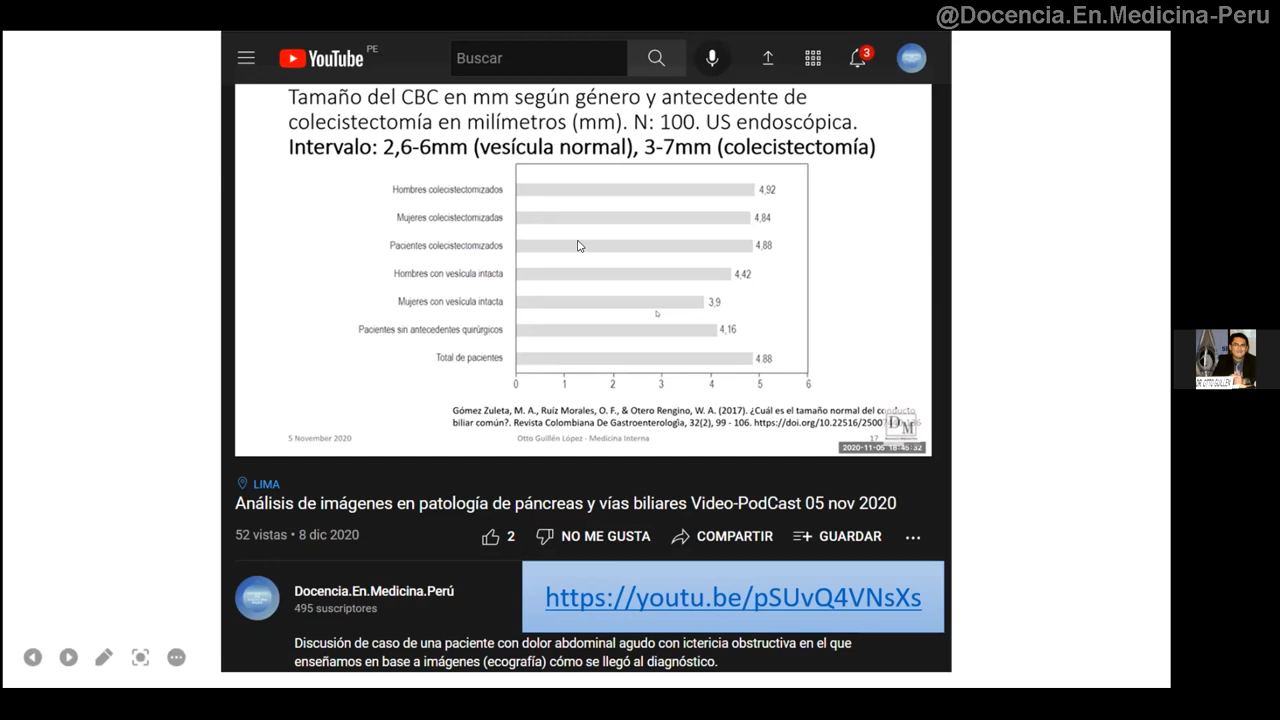 @Docencia.En.Medicina-Peru
YouTube PE
Buscar
3
Tamaño del CBC en mm según género y antecedente de
colecistectomía en milímetros (mm). N: 100. US endoscópica.
Intervalo: 2,6-6mm (vesícula normal), 3-7mm (colecistectomía)
Hombres colecistectomizados 4,92
Mujeres colecistectomizadas 4,84
Pacientes colecistectomizados 4,88
Hombres con vesícula intacta 4,42
Mujeres con vesícula intacta 3,9
Pacientes sin antecedentes quirúrgicos 4,16
Total de pacientes 4,88
0 1 2 3 4 5 6
Gómez Zuleta, M. A., Ruíz Morales, O. F., & Otero Rengino, W. A. (2017). ¿Cuál es el tamaño normal del conducto
biliar común?. Revista Colombiana De Gastroenterología, 32(2), 99 - 106. https://doi.org/10.22516/2500
5 November 2020 Otto Guillén López - Medicina Interna 17
DM
LIMA
Análisis de imágenes en patología de páncreas y vías biliares Video-PodCast 05 nov 2020
52 vistas • 8 dic 2020 2 NO ME GUSTA COMPARTIR GUARDAR
Docencia.En.Medicina.Perú
495 suscriptores
https://youtu.be/pSUvQ4VNsXs
Discusión de caso de una paciente con dolor abdominal agudo con ictericia obstructiva en el que
enseñamos en base a imágenes (ecografía) cómo se llegó al diagnóstico.
DR. OTTO GUILLEN